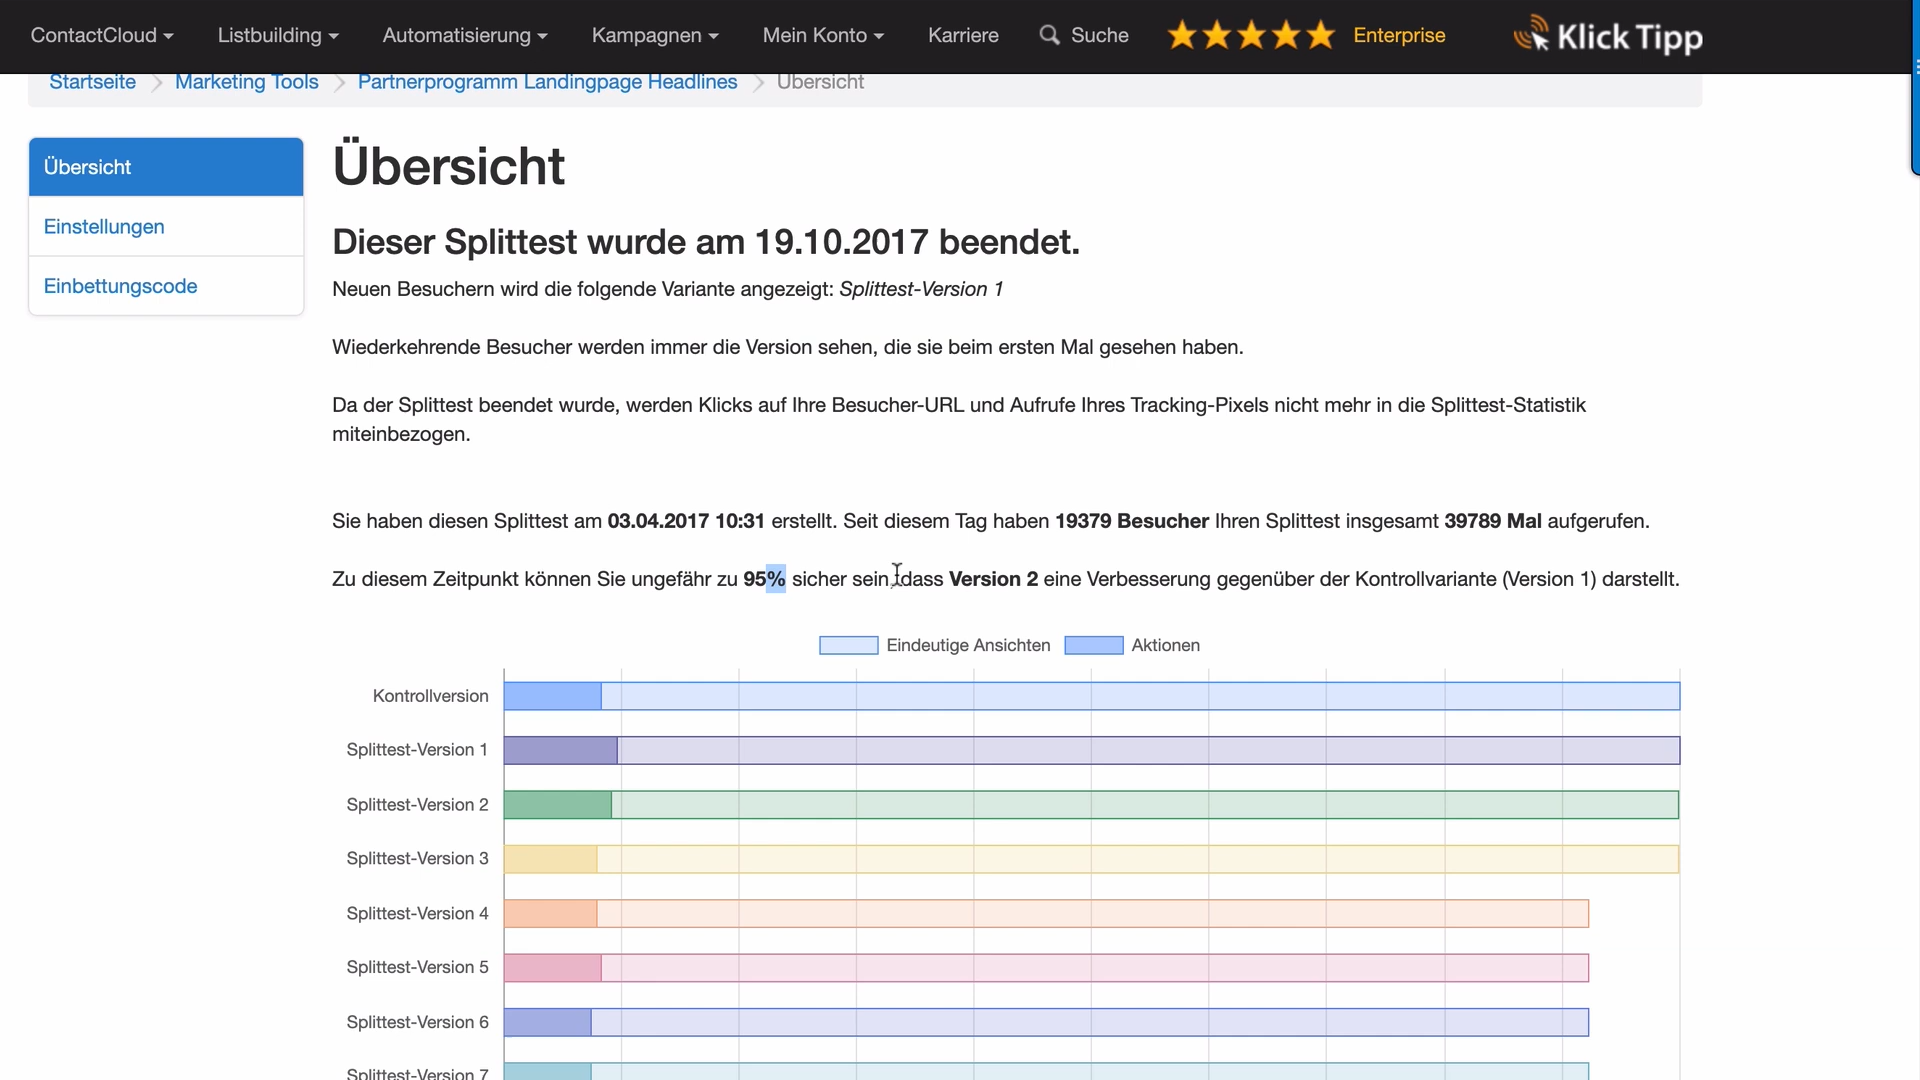 ContactCloud Listbuilding Automatisierung Kampagnen Mein Konto Karriere Suche Enterprise Klick Tipp
Startseite Marketing Tools Partnerprogramm Landingpage Headlines Übersicht
Übersicht
Einstellungen
Einbettungscode
Übersicht
Dieser Splittest wurde am 19.10.2017 beendet.
Neuen Besuchern wird die folgende Variante angezeigt: Splittest-Version 1
Wiederkehrende Besucher werden immer die Version sehen, die sie beim ersten Mal gesehen haben.
Da der Splittest beendet wurde, werden Klicks auf Ihre Besucher-URL und Aufrufe Ihres Tracking-Pixels nicht mehr in die Splittest-Statistik
miteinbezogen.
Sie haben diesen Splittest am 03.04.2017 10:31 erstellt. Seit diesem Tag haben 19379 Besucher Ihren Splittest insgesamt 39789 Mal aufgerufen.
Zu diesem Zeitpunkt können Sie ungefähr zu 95% sicher sein, dass Version 2 eine Verbesserung gegenüber der Kontrollvariante (Version 1) darstellt.
Eindeutige Ansichten Aktionen
Kontrollversion
Splittest-Version 1
Splittest-Version 2
Splittest-Version 3
Splittest-Version 4
Splittest-Version 5
Splittest-Version 6
Splittest-Version 7